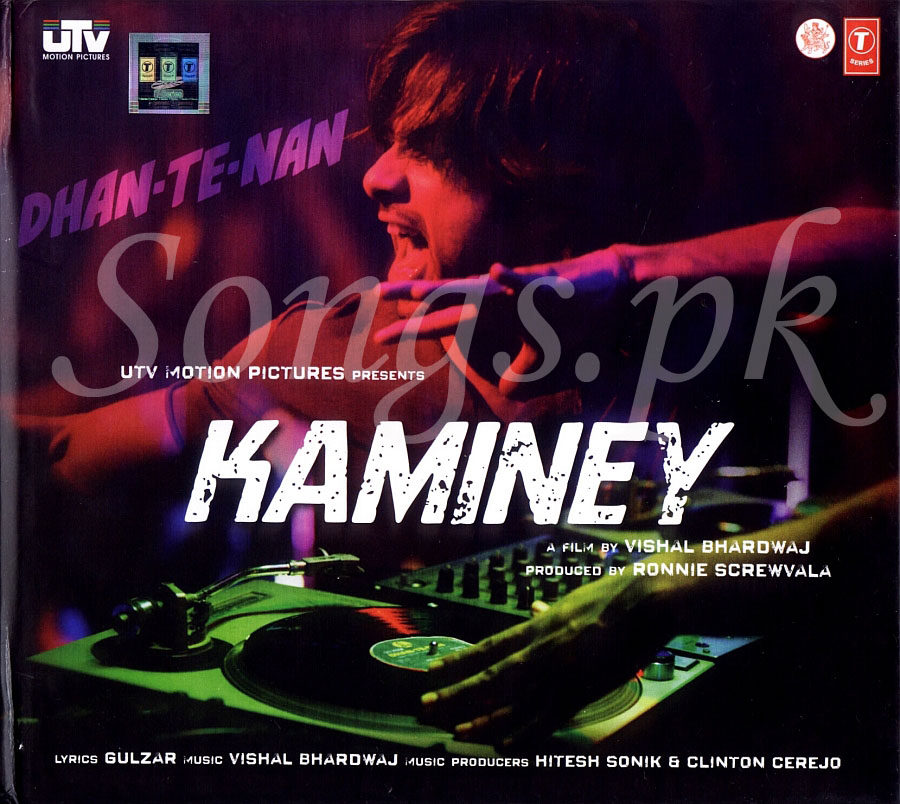 UTV
MOTION PICTURES
T
SERIES
DHAN-TE-NAN
Songs.pk
UTV MOTION PICTURES PRESENTS
KAMINEY
A FILM BY VISHAL BHARDWAJ
PRODUCED BY RONNIE SCREWVALA
LYRICS GULZAR MUSIC VISHAL BHARDWAJ MUSIC PRODUCERS HITESH SONIK & CLINTON CEREJO